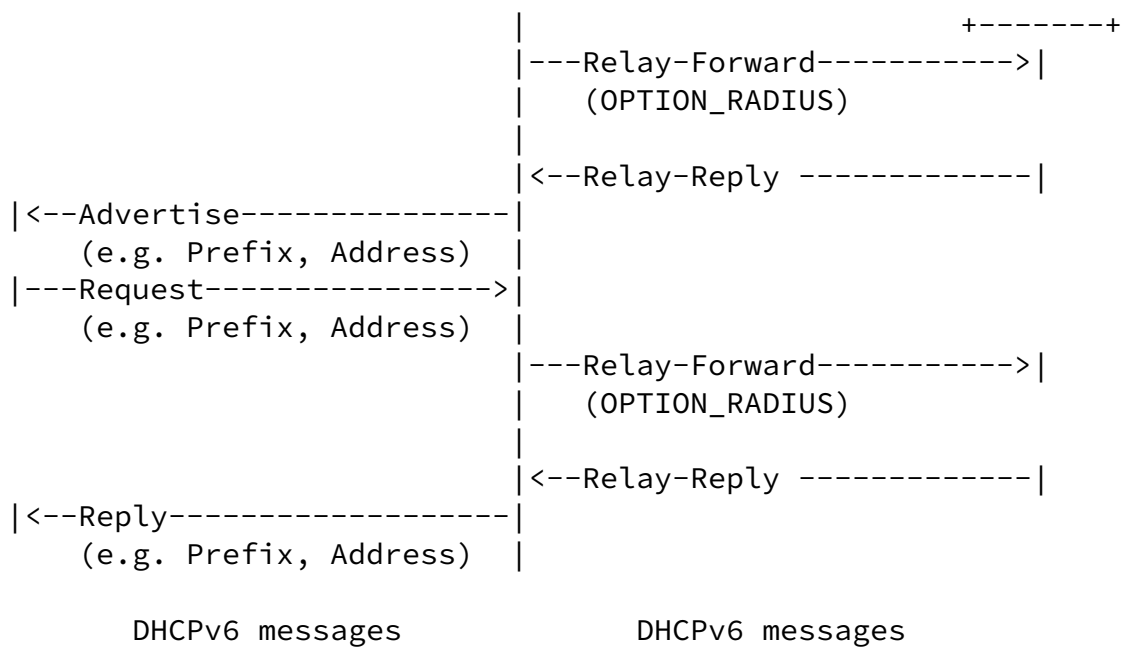 |                    +-------+
                       |---Relay-Forward----------->|
                       |   (OPTION_RADIUS)
                       |
                       |<--Relay-Reply -------------|
|<--Advertise---------------|
    (e.g. Prefix, Address)  |
|---Request---------------->|
    (e.g. Prefix, Address)  |
                       |---Relay-Forward----------->|
                       |   (OPTION_RADIUS)
                       |
                       |<--Relay-Reply -------------|
|<--Reply-------------------|
    (e.g. Prefix, Address)  |
       DHCPv6 messages             DHCPv6 messages